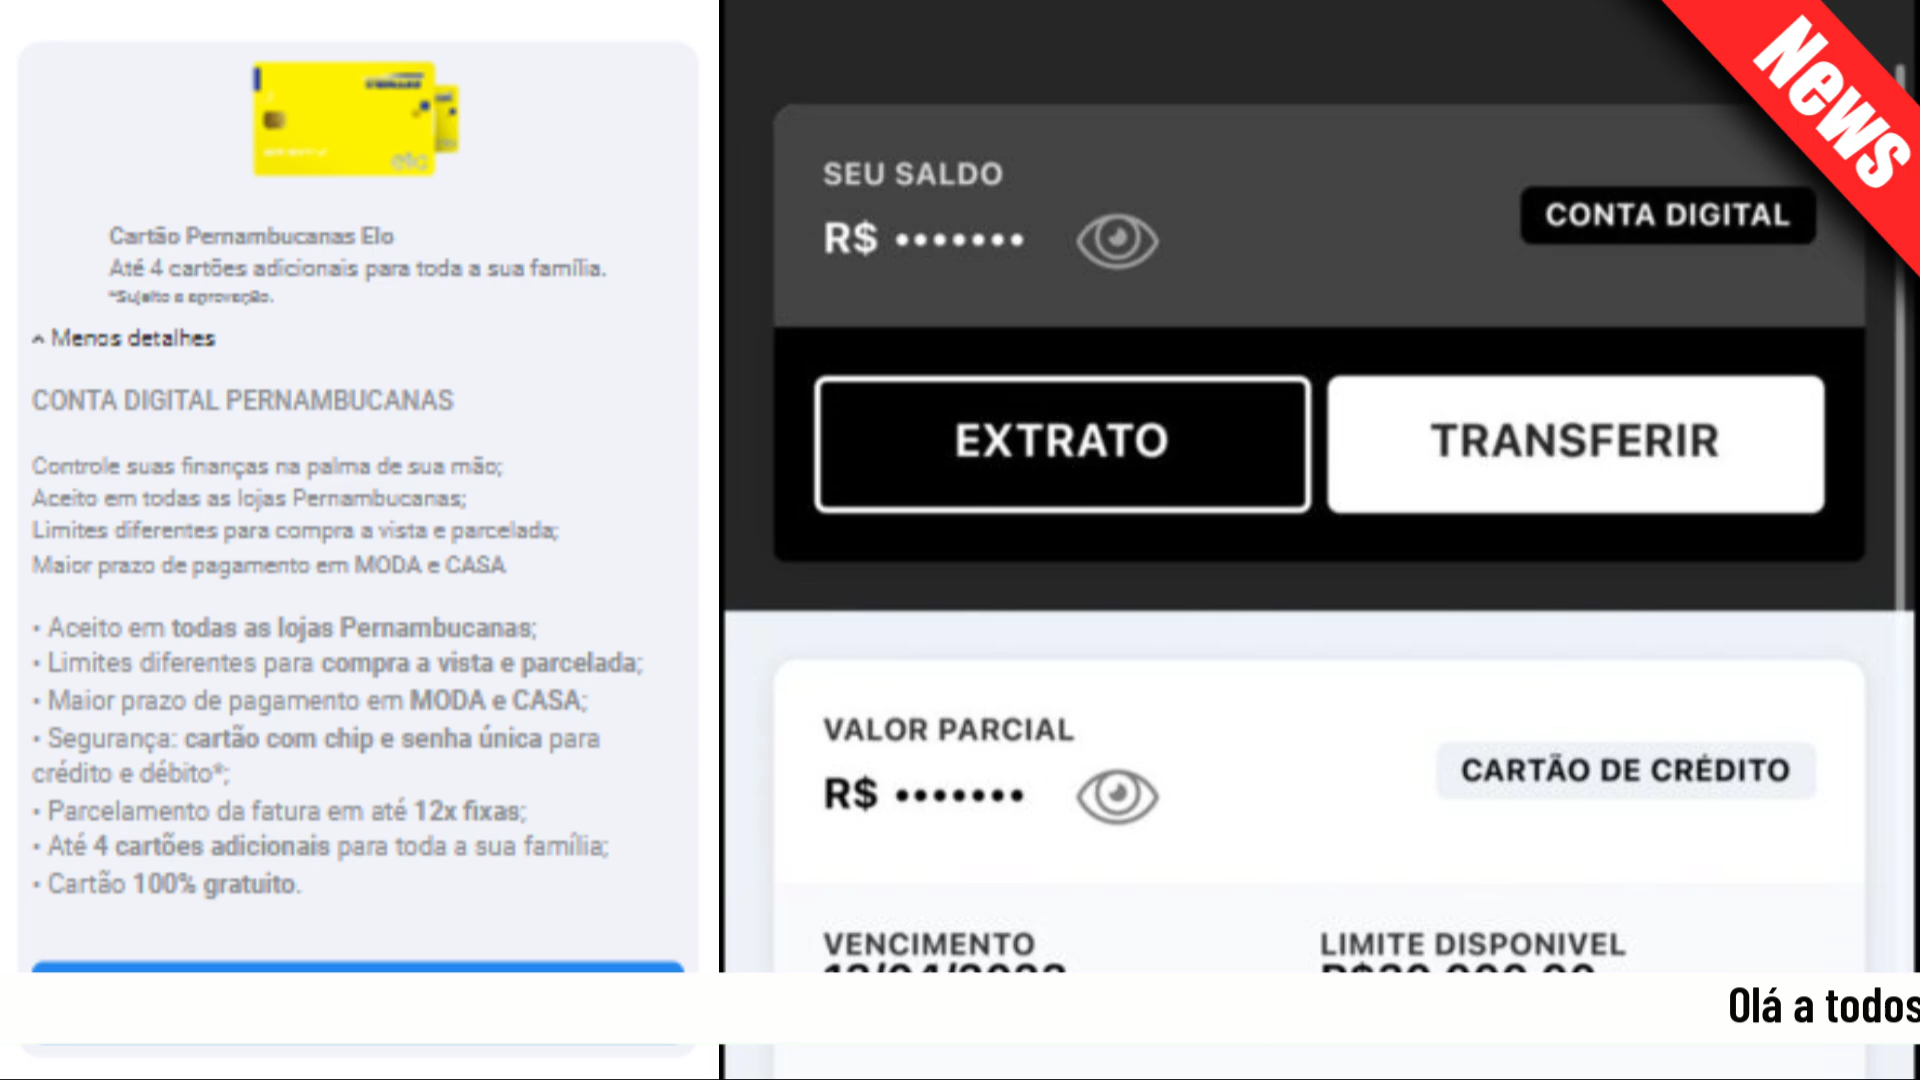 elo
Cartão Pernambucanas Elo
Até 4 cartões adicionais para toda a sua família.
*Sujeito a aprovação.
Menos detalhes
CONTA DIGITAL PERNAMBUCANAS
Controle suas finanças na palma de sua mão;
Aceito em todas as lojas Pernambucanas;
Limites diferentes para compra a vista e parcelada;
Maior prazo de pagamento em MODA e CASA
• Aceito em todas as lojas Pernambucanas;
• Limites diferentes para compra a vista e parcelada;
• Maior prazo de pagamento em MODA e CASA;
• Segurança: cartão com chip e senha única para
crédito e débito*;
• Parcelamento da fatura em até 12x fixas;
• Até 4 cartões adicionais para toda a sua família;
• Cartão 100% gratuito.
SEU SALDO
R$ •••••••
CONTA DIGITAL
EXTRATO
TRANSFERIR
VALOR PARCIAL
R$ •••••••
CARTÃO DE CRÉDITO
VENCIMENTO
LIMITE DISPONIVEL
News
Olá a todos